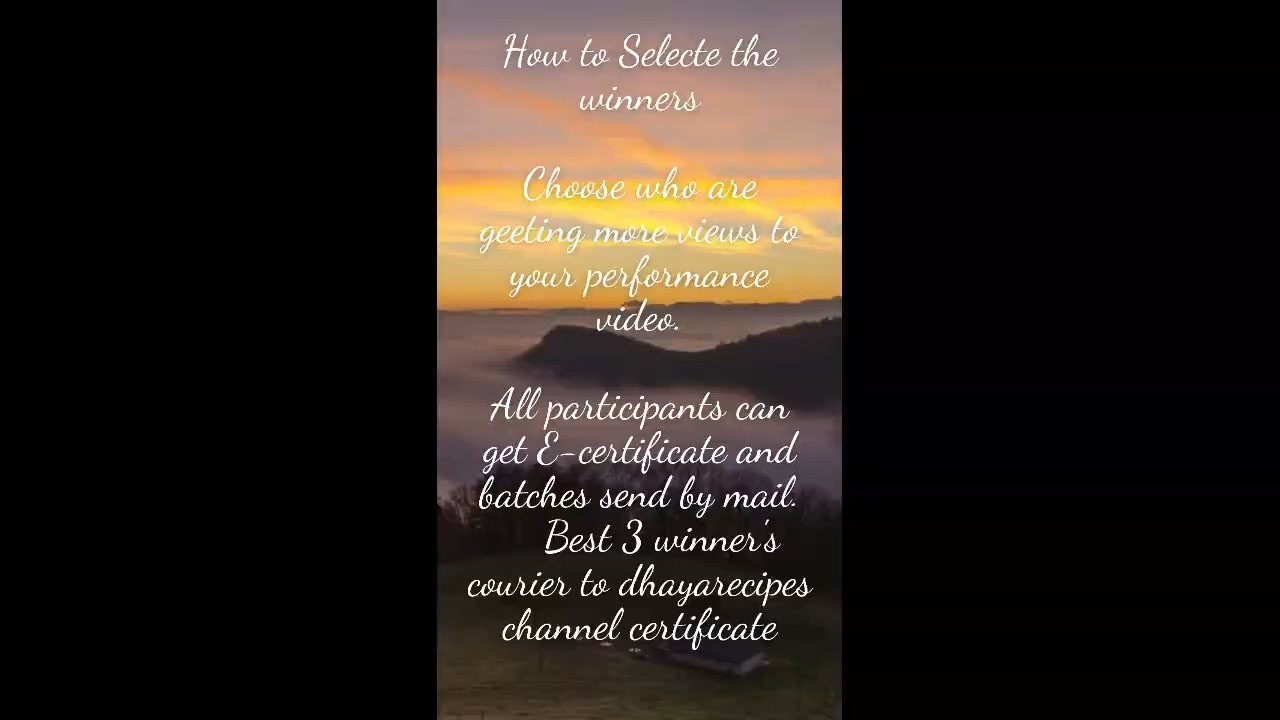 How to Selecte the
winners
Choose who are
geeting more views to
your performance
video.
All participants can
get E-certificate and
batches send by mail.
Best 3 winner's
courier to dhayarecipes
channel certificate